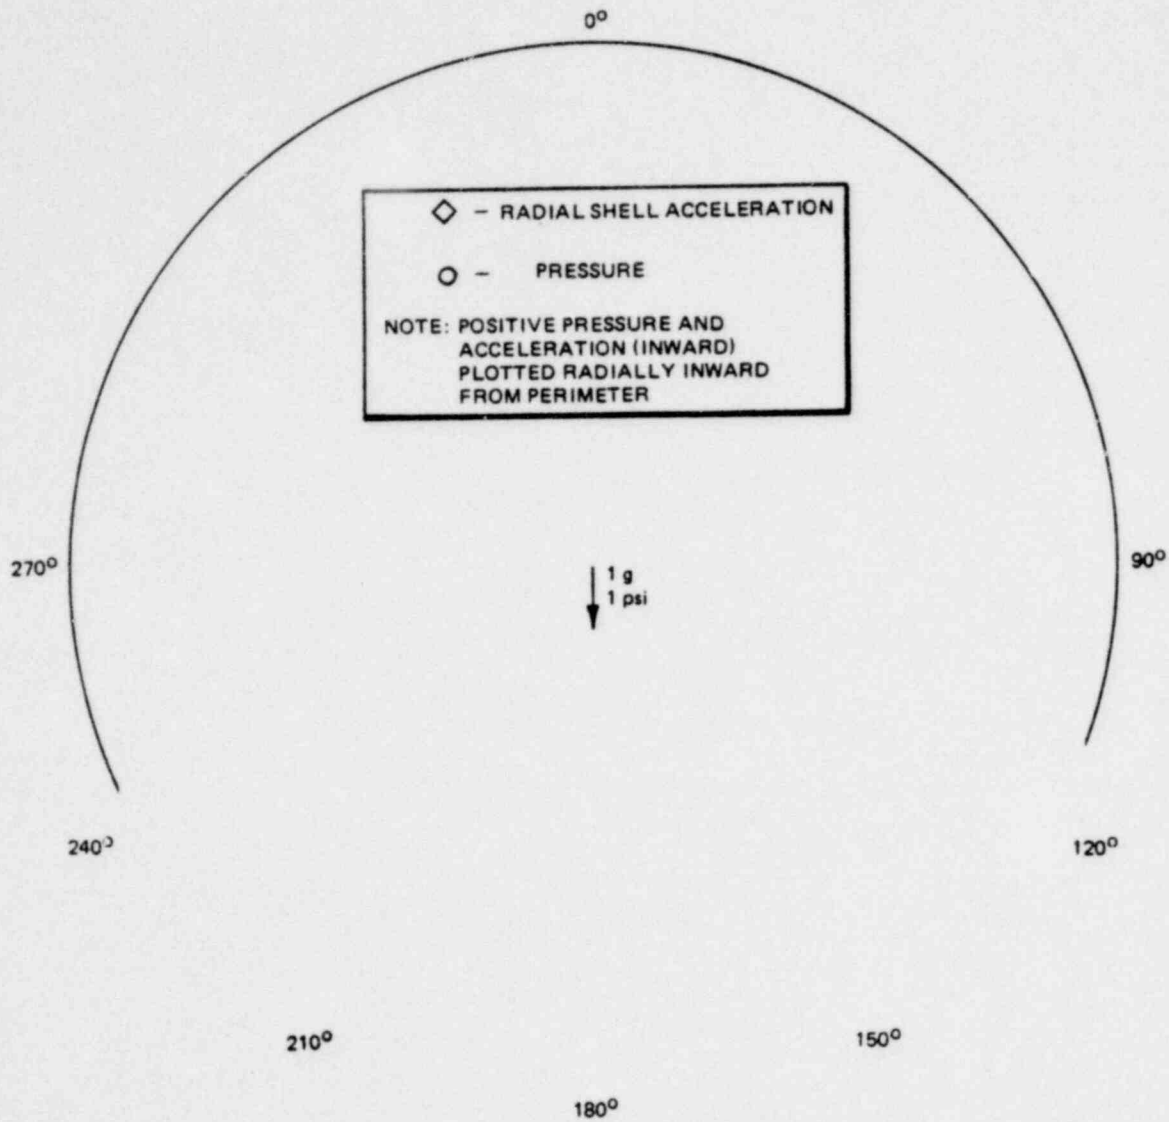 0°
◇ – RADIAL SHELL ACCELERATION
○ – PRESSURE
NOTE: POSITIVE PRESSURE AND
ACCELERATION (INWARD)
PLOTTED RADIALLY INWARD
FROM PERIMETER
270°
1 g
1 psi
90°
240°
120°
210°
150°
180°